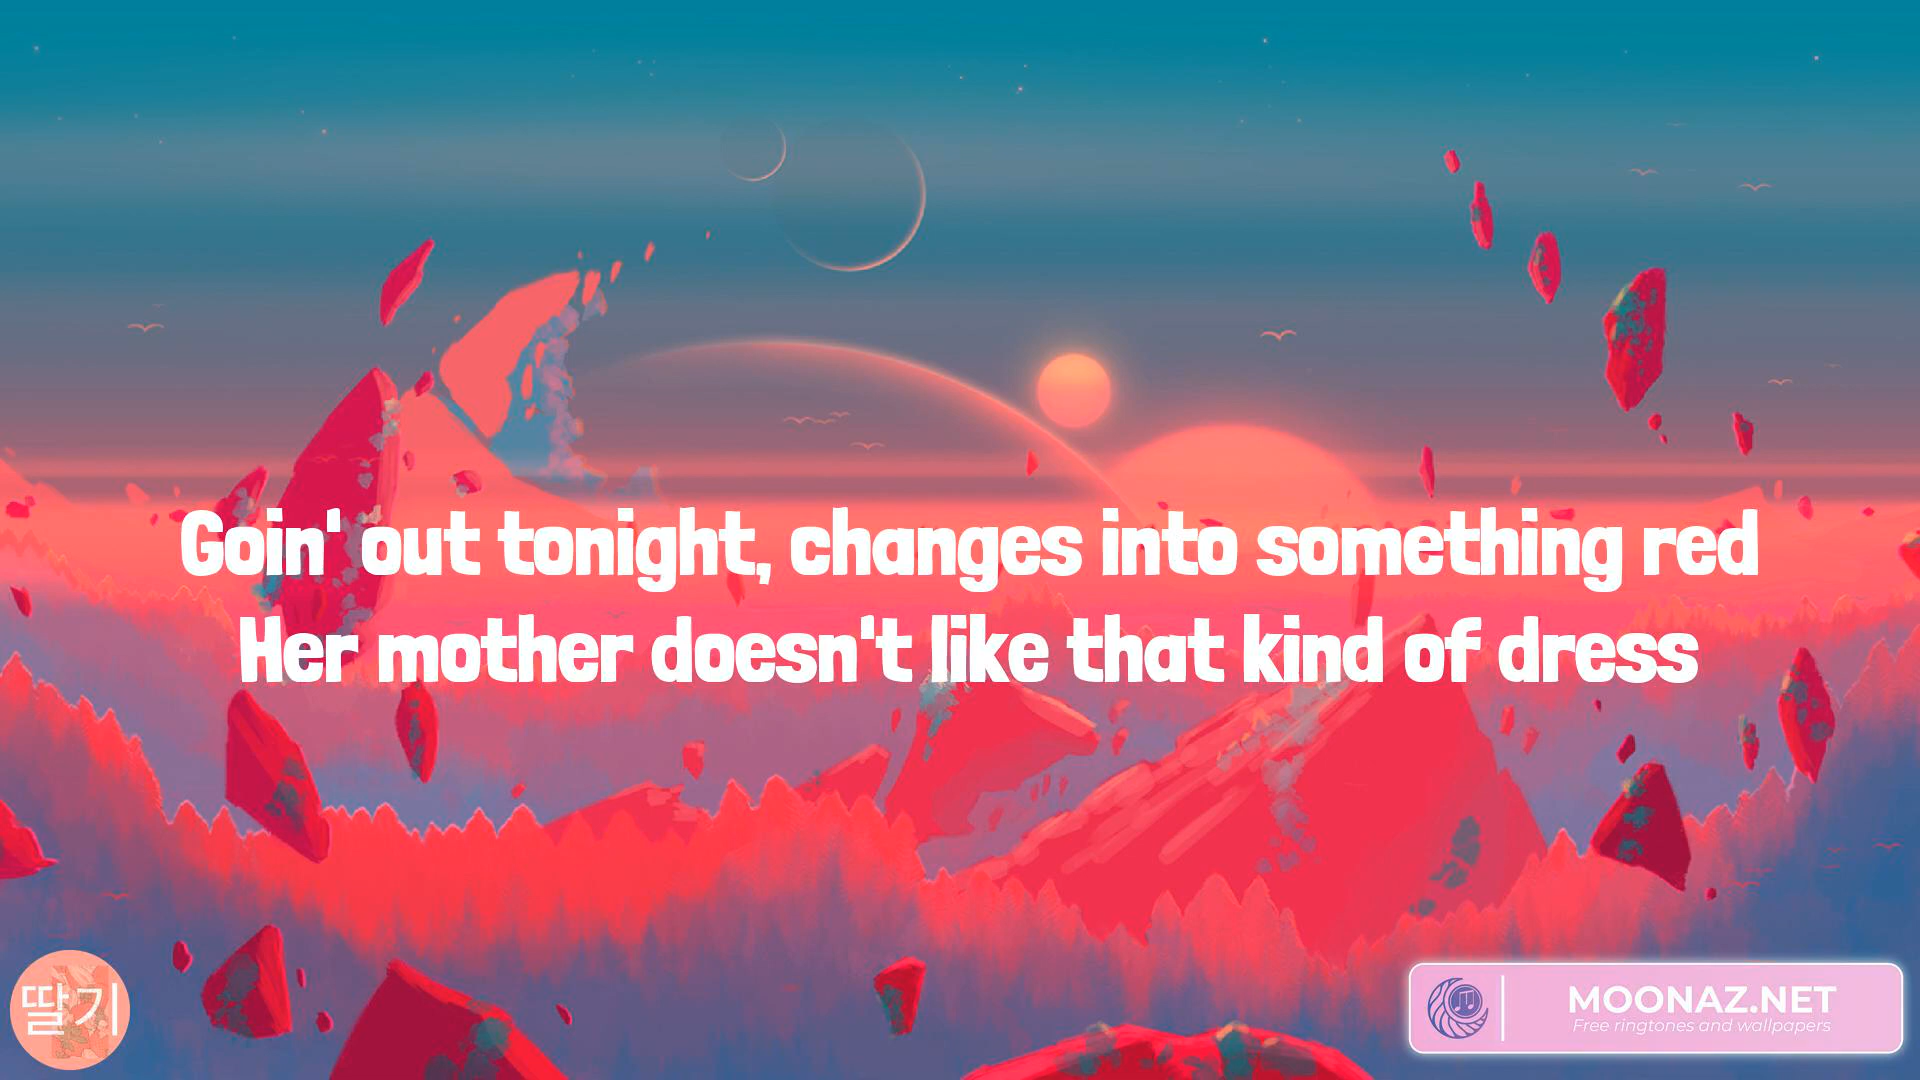 Goin' out tonight, changes into something red
Her mother doesn't like that kind of dress
딸기
MOONAZ.NET
Free ringtones and wallpapers